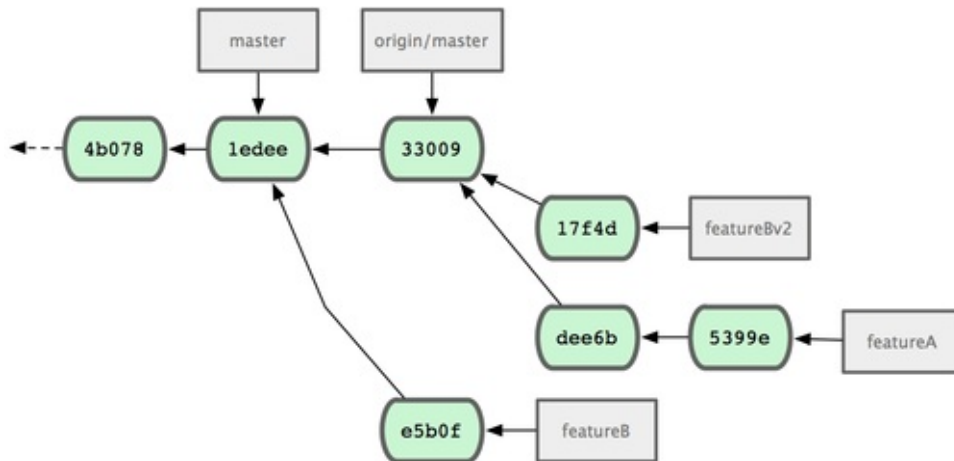 master
origin/master
4b078
1edee
33009
17f4d
featureBv2
dee6b
5399e
featureA
e5b0f
featureB